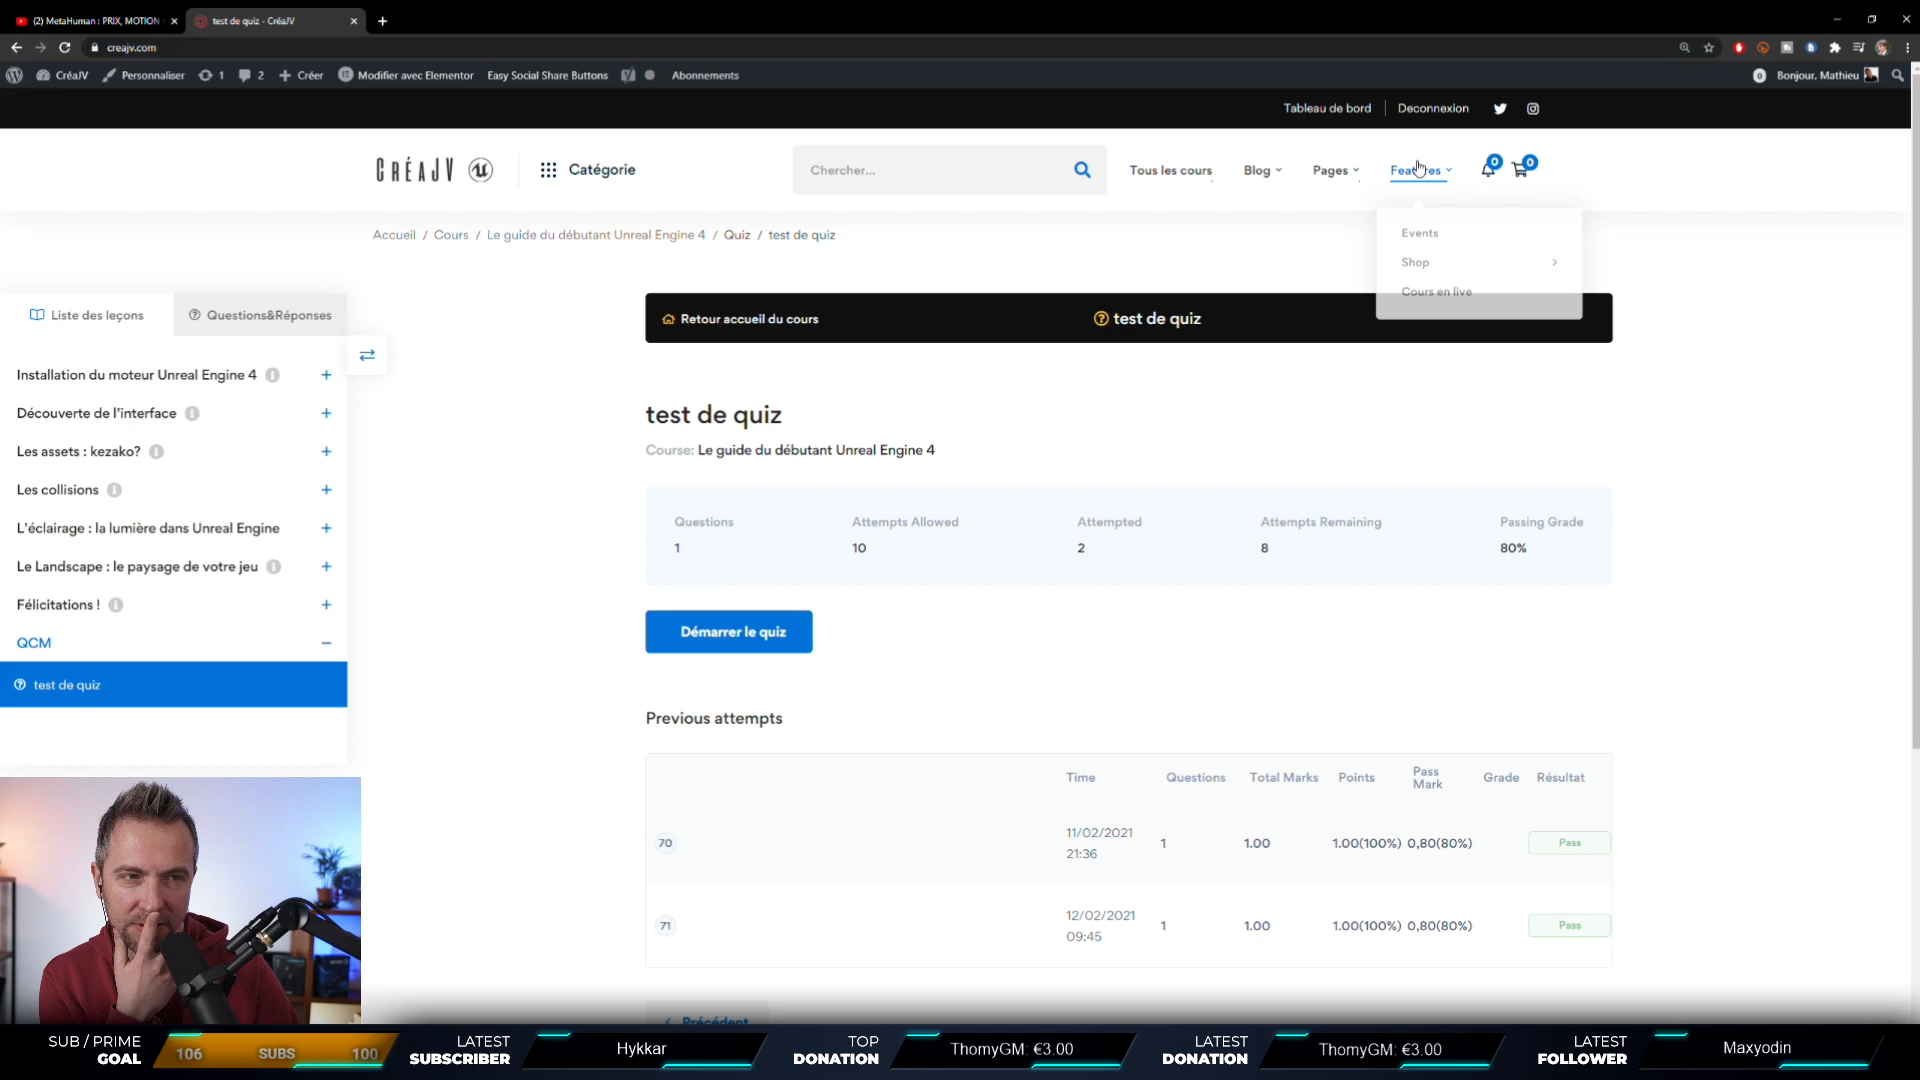 (2) MetaHuman : PRIX, MOTION
test de quiz - CréaJV
creajv.com
CréaJV
Personnaliser
1
2
Créer
Modifier avec Elementor
Easy Social Share Buttons
Abonnements
0
Bonjour, Mathieu
Tableau de bord
Deconnexion
CRÉAJV
Catégorie
Chercher...
Tous les cours
Blog
Pages
Features
0
0
Events
Shop
Cours en live
Accueil / Cours / Le guide du débutant Unreal Engine 4 / Quiz / test de quiz
Liste des leçons
Questions&Réponses
Retour accueil du cours
test de quiz
Installation du moteur Unreal Engine 4
Découverte de l'interface
Les assets : kezako?
Les collisions
L'éclairage : la lumière dans Unreal Engine
Le Landscape : le paysage de votre jeu
Félicitations !
QCM
test de quiz
test de quiz
Course: Le guide du débutant Unreal Engine 4
Questions
Attempts Allowed
Attempted
Attempts Remaining
Passing Grade
1
10
2
8
80%
Démarrer le quiz
Previous attempts
Time
Questions
Total Marks
Points
Pass
Mark
Grade
Résultat
70
11/02/2021
21:36
1
1.00
1.00(100%)
0,80(80%)
Pass
71
12/02/2021
09:45
1
1.00
1.00(100%)
0,80(80%)
Pass
Précédent
SUB / PRIME
GOAL
106
SUBS
100
LATEST
SUBSCRIBER
Hykkar
TOP
DONATION
ThomyGM: €3.00
LATEST
DONATION
ThomyGM: €3.00
LATEST
FOLLOWER
Maxyodin